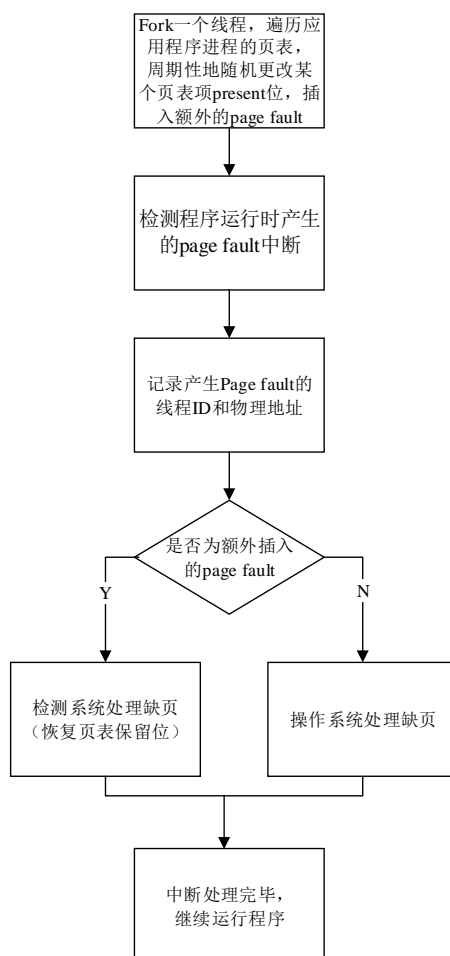 Fork一个线程，遍历应
用程序进程的页表，
周期性地随机更改某
个页表项present位，插
入额外的page fault
检测程序运行时产生
的page fault中断
记录产生Page fault的
线程ID和物理地址
是否为额外插入
的page fault
Y
N
检测系统处理缺页
（恢复页表保留位）
操作系统处理缺页
中断处理完毕，
继续运行程序